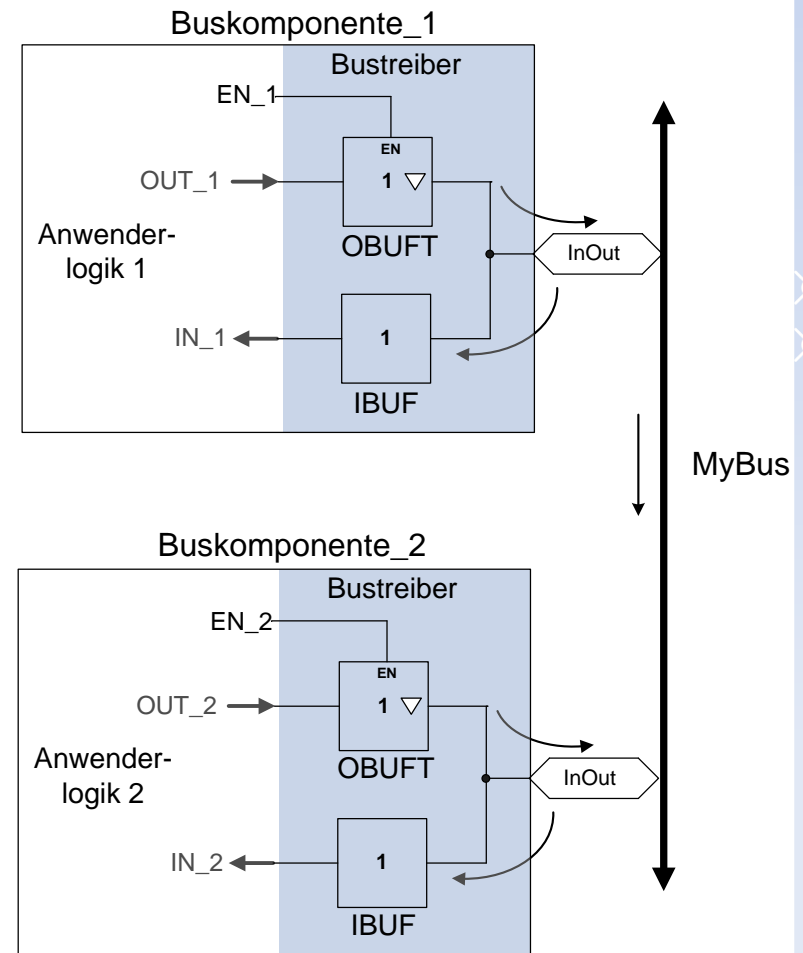 Buskomponente_1
Bustreiber
EN_1
EN
OUT_1
1
OBUFT
Anwender-
logik 1
InOut
IN_1
1
IBUF
MyBus
Buskomponente_2
Bustreiber
EN_2
EN
OUT_2
1
OBUFT
Anwender-
logik 2
InOut
IN_2
1
IBUF